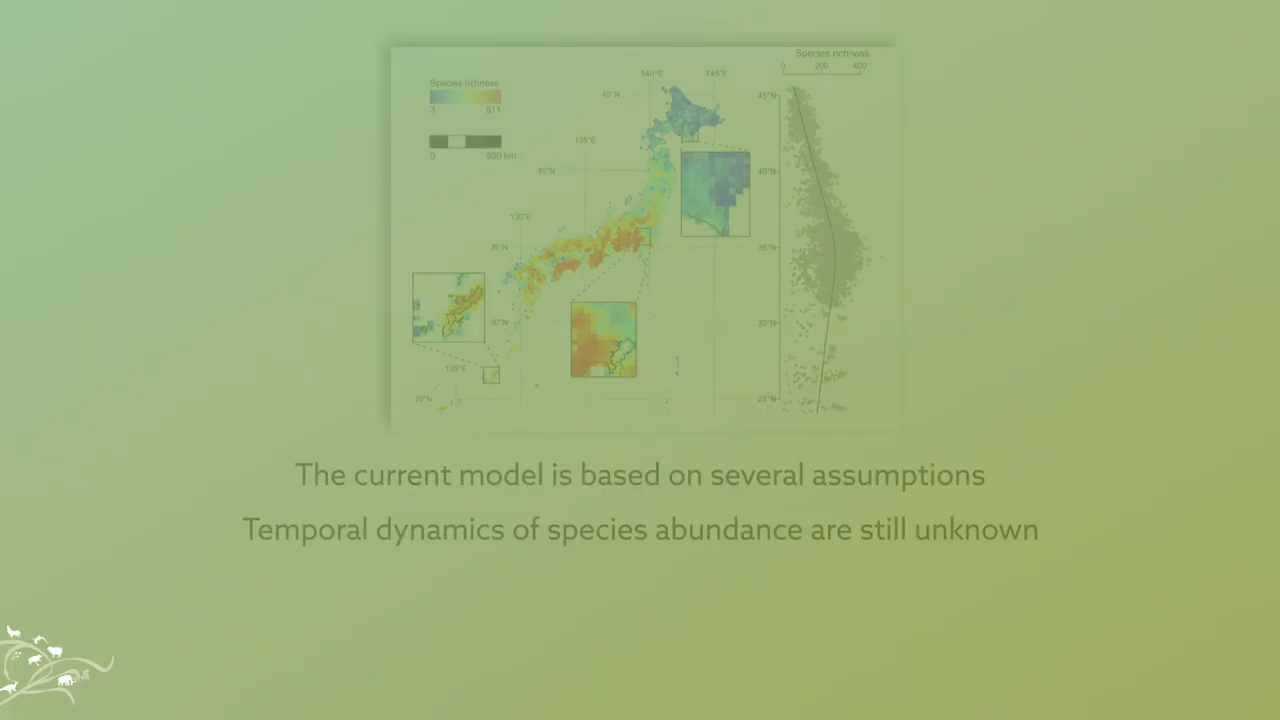 Species richness
0 200 400
140°E 145°E
Species richness
3 511
45°N 45°N
0 500 km
135°E
40°N 40°N
130°E
35°N 35°N
30°N 30°N
125°E
25°N 25°N
The current model is based on several assumptions
Temporal dynamics of species abundance are still unknown